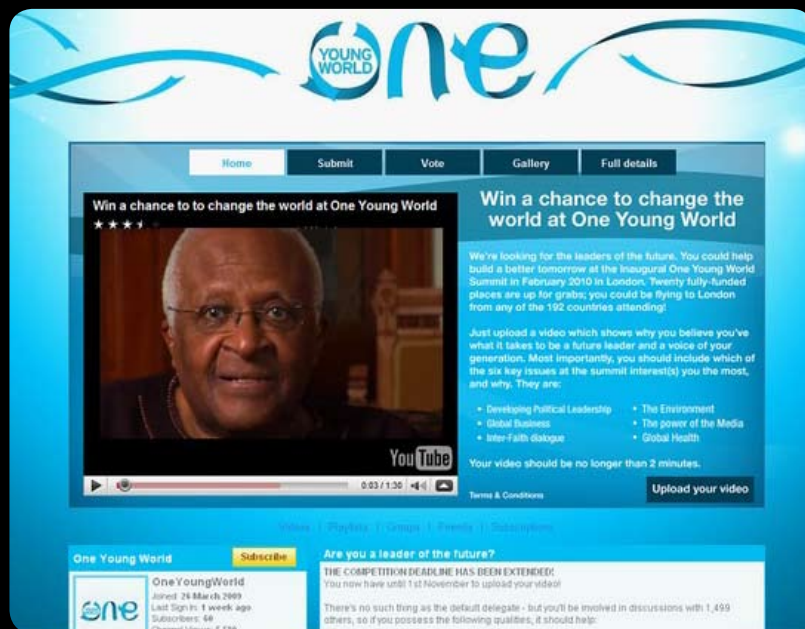 YOUNG
WORLD
one
Home
Submit
Vote
Gallery
Full details
Win a chance to to change the world at One Young World
YouTube
0:03 / 1:30
Win a chance to change the
world at One Young World
We're looking for the leaders of the future. You could help
build a better tomorrow at the Inaugural One Young World
Summit in February 2010 in London. Twenty fully-funded
places are up for grabs; you could be flying to London
from any of the 192 countries attending!
Just upload a video which shows why you believe you've
what it takes to be a future leader and a voice of your
generation. Most importantly, you should include which of
the six key issues at the summit interest(s) you the most,
and why. They are:
• Developing Political Leadership
• Global Business
• Inter-Faith dialogue
• The Environment
• The power of the Media
• Global Health
Your video should be no longer than 2 minutes.
Terms & Conditions
Upload your video
Videos | Playlists | Groups | Friends | Subscriptions
One Young World
Subscribe
one
OneYoungWorld
Joined: 26 March 2009
Last Sign In: 1 week ago
Subscribers: 60
Are you a leader of the future?
THE COMPETITION DEADLINE HAS BEEN EXTENDED!
You now have until 1st November to upload your video!
There's no such thing as the default delegate - but you'll be involved in discussions with 1,499
others, so if you possess the following qualities, it should help: